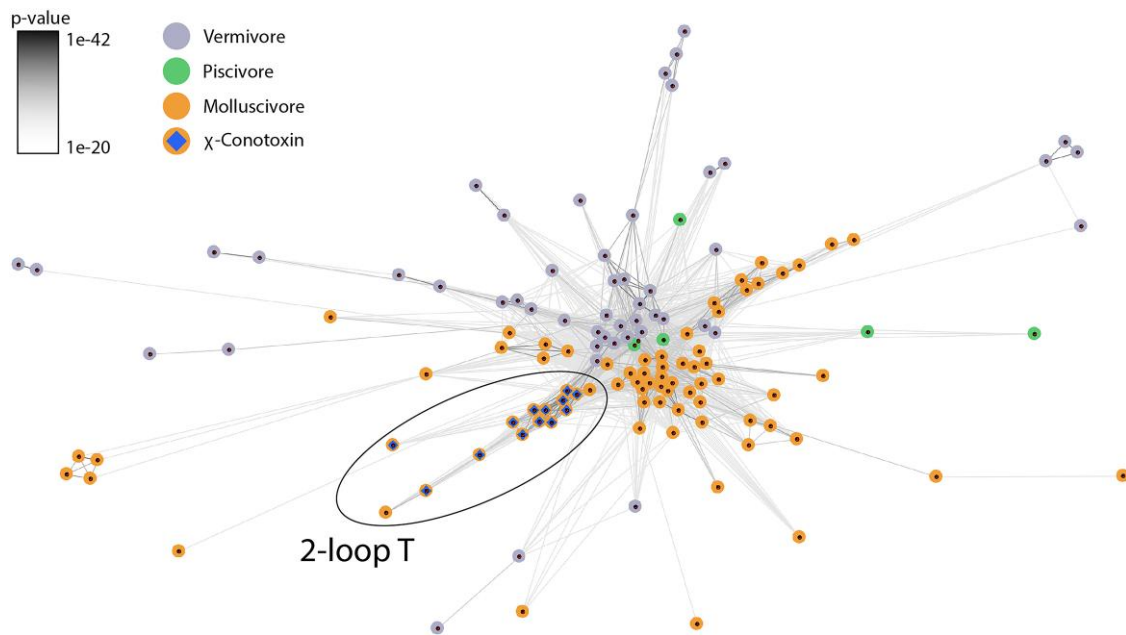 p-value
1e-42
1e-20
Vermivore
Piscivore
Molluscivore
χ-Conotoxin
2-loop T